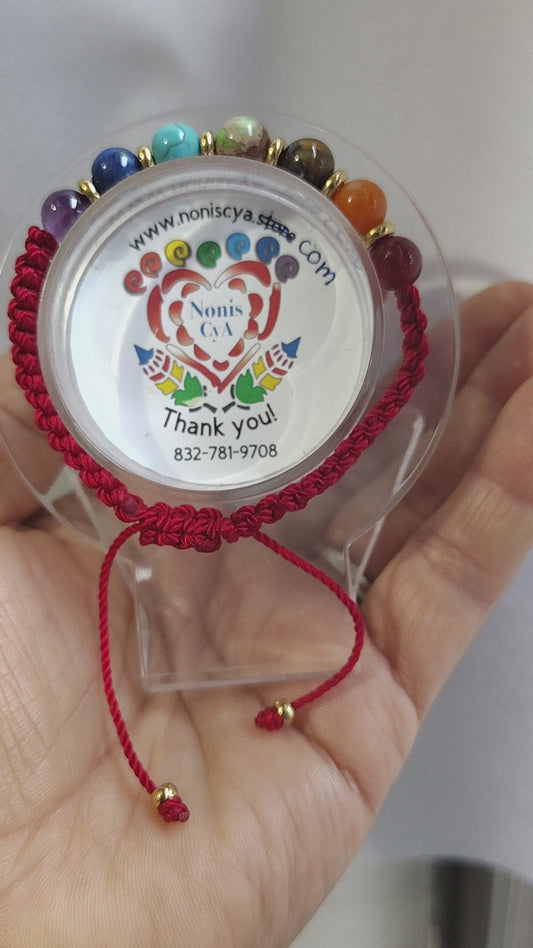 www.noniscya.store com
Nonis
CyA
Thank you!
832-781-9708